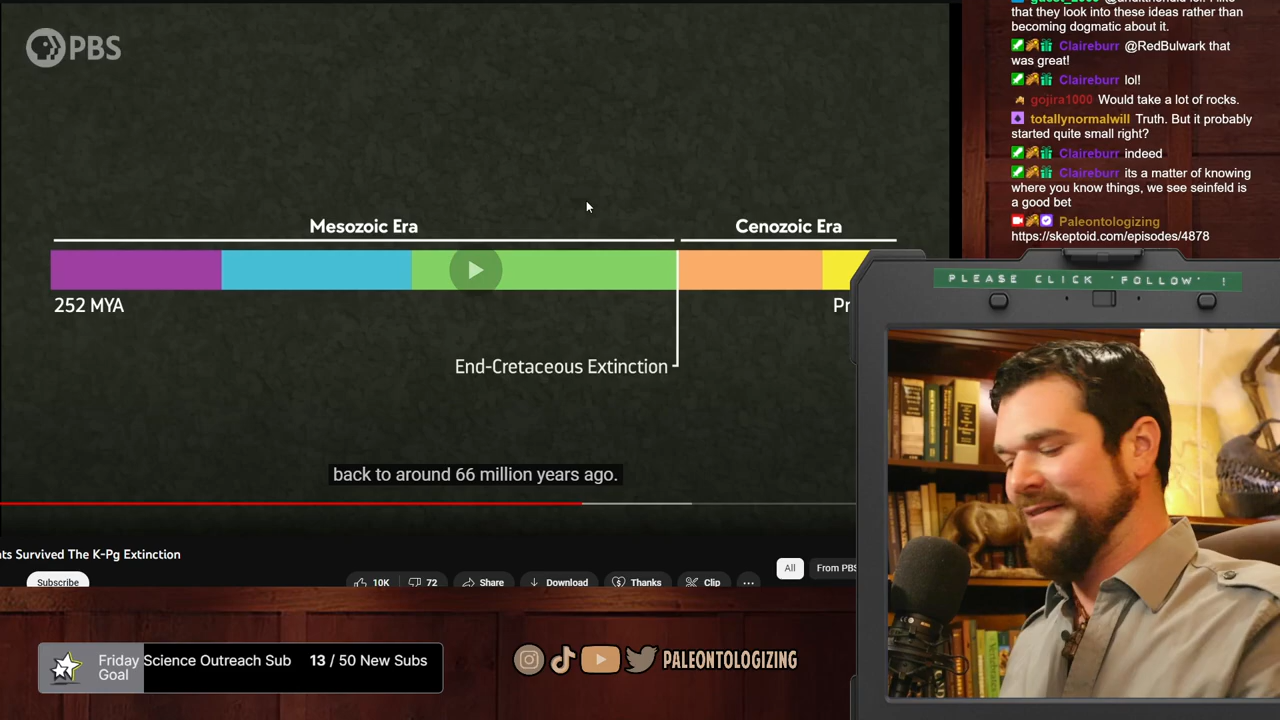 PBS
Mesozoic Era
Cenozoic Era
252 MYA
Pr
End-Cretaceous Extinction
back to around 66 million years ago.
Survived The K-Pg Extinction
Subscribe
10K
72
Share
Download
Thanks
Clip
...
All
From PBS
that they look into these ideas rather than
becoming dogmatic about it.
Claireburr @RedBulwark that
was great!
Claireburr lol!
gojira1000 Would take a lot of rocks.
totallynormalwill Truth. But it probably
started quite small right?
Claireburr indeed
Claireburr its a matter of knowing
where you know things, we see seinfeld is
a good bet
Paleontologizing
https://skeptoid.com/episodes/4878
PLEASE CLICK 'FOLLOW' !
Friday Science Outreach Sub
Goal
13 / 50 New Subs
PALEONTOLOGIZING